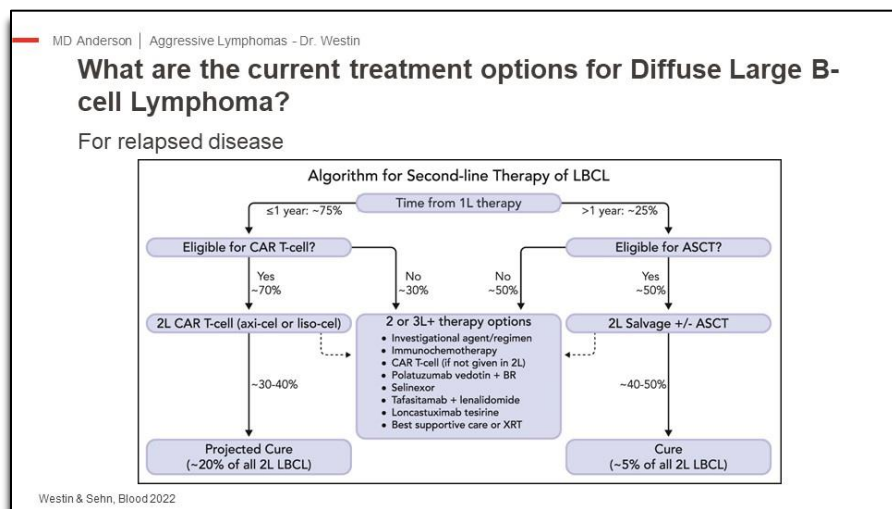 MD Anderson | Aggressive Lymphomas - Dr. Westin
What are the current treatment options for Diffuse Large B-
cell Lymphoma?
For relapsed disease
Algorithm for Second-line Therapy of LBCL
Time from 1L therapy
≤1 year: ~75%
>1 year: ~25%
Eligible for CAR T-cell?
Eligible for ASCT?
Yes
~70%
No
~30%
No
~50%
Yes
~50%
2L CAR T-cell (axi-cel or liso-cel)
2 or 3L+ therapy options
• Investigational agent/regimen
• Immunochemotherapy
• CAR T-cell (if not given in 2L)
• Polatuzumab vedotin + BR
• Selinexor
• Tafasitamab + lenalidomide
• Loncastuximab tesirine
• Best supportive care or XRT
2L Salvage +/- ASCT
~30-40%
~40-50%
Projected Cure
(~20% of all 2L LBCL)
Cure
(~5% of all 2L LBCL)
Westin & Sehn, Blood 2022